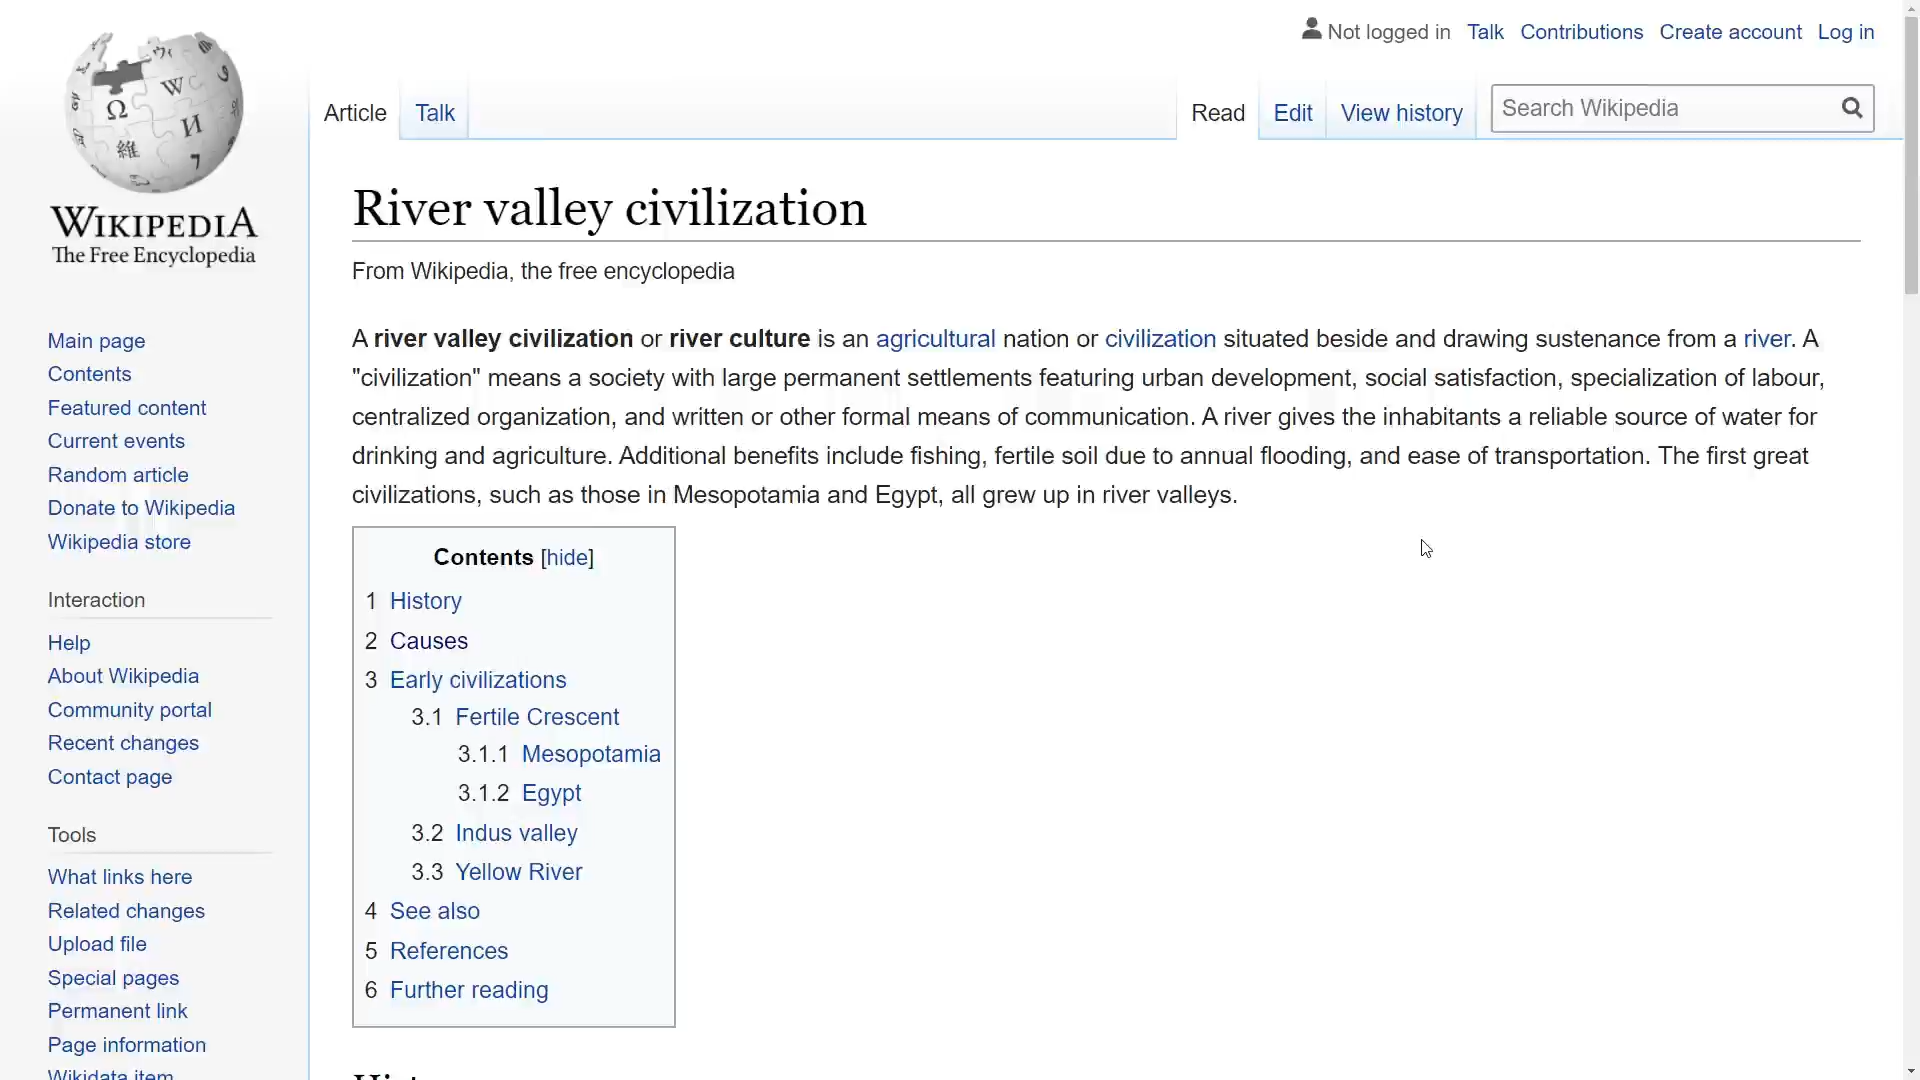 Not logged in Talk Contributions Create account Log in
Article Talk Read Edit View history Search Wikipedia
WIKIPEDIA
The Free Encyclopedia
Main page
Contents
Featured content
Current events
Random article
Donate to Wikipedia
Wikipedia store
Interaction
Help
About Wikipedia
Community portal
Recent changes
Contact page
Tools
What links here
Related changes
Upload file
Special pages
Permanent link
Page information
Wikidata item
River valley civilization
From Wikipedia, the free encyclopedia
A river valley civilization or river culture is an agricultural nation or civilization situated beside and drawing sustenance from a river. A
"civilization" means a society with large permanent settlements featuring urban development, social satisfaction, specialization of labour,
centralized organization, and written or other formal means of communication. A river gives the inhabitants a reliable source of water for
drinking and agriculture. Additional benefits include fishing, fertile soil due to annual flooding, and ease of transportation. The first great
civilizations, such as those in Mesopotamia and Egypt, all grew up in river valleys.
Contents [hide]
1 History
2 Causes
3 Early civilizations
3.1 Fertile Crescent
3.1.1 Mesopotamia
3.1.2 Egypt
3.2 Indus valley
3.3 Yellow River
4 See also
5 References
6 Further reading